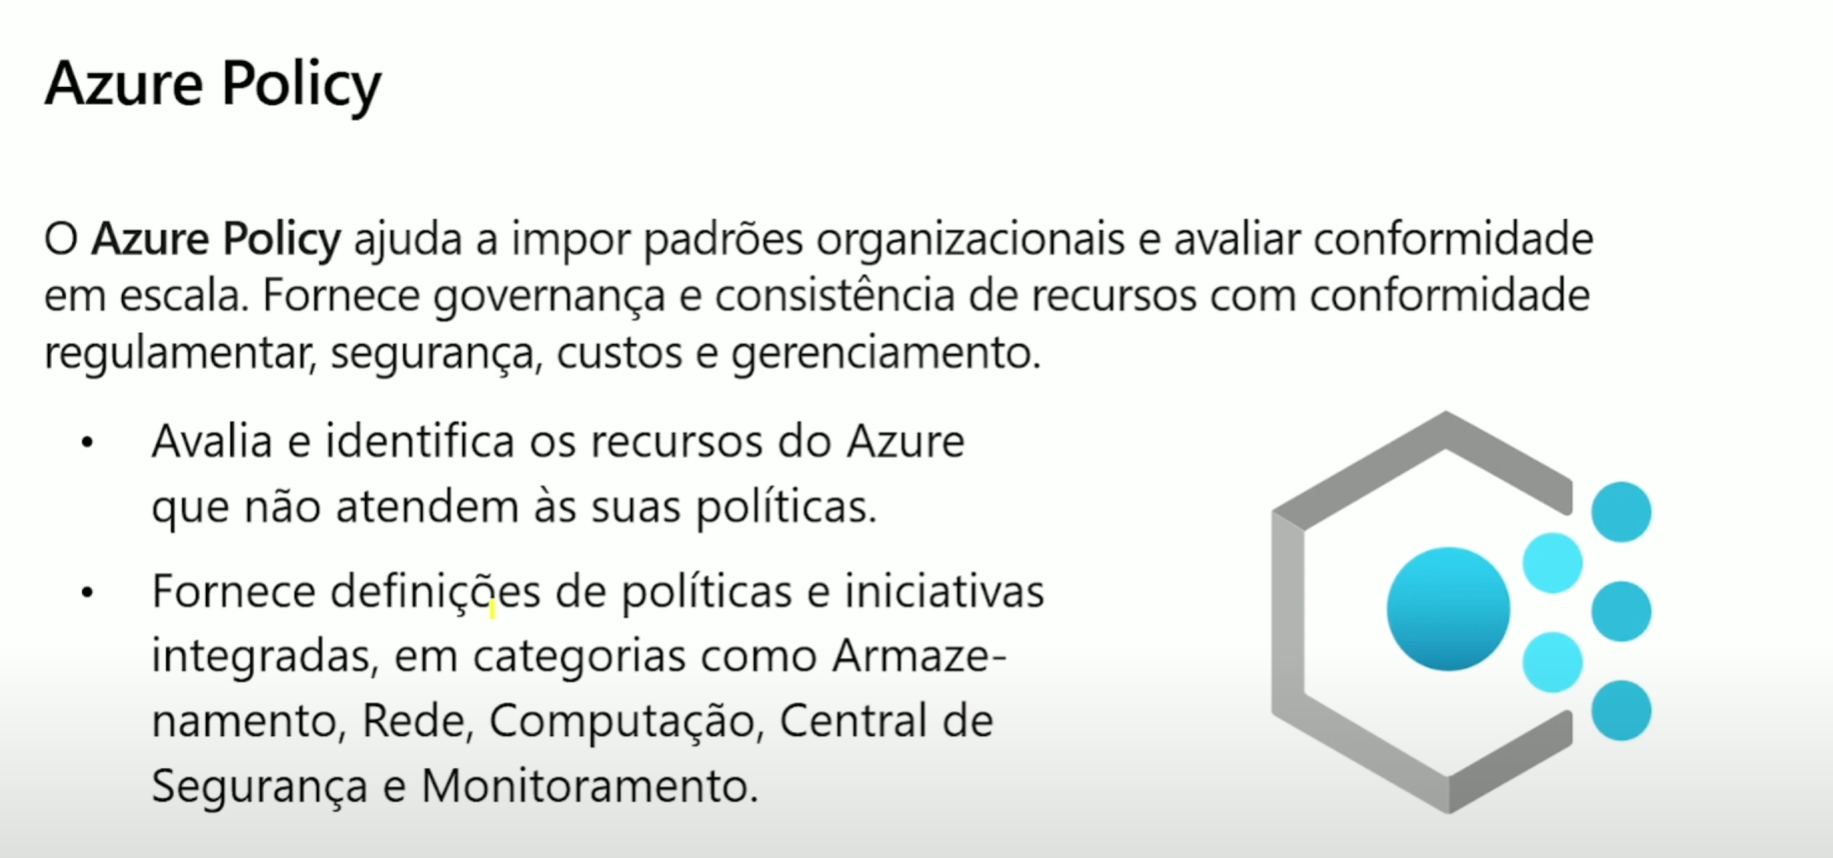 Azure Policy
O Azure Policy ajuda a impor padrões organizacionais e avaliar conformidade
em escala. Fornece governança e consistência de recursos com conformidade
regulamentar, segurança, custos e gerenciamento.
• Avalia e identifica os recursos do Azure
que não atendem às suas políticas.
• Fornece definições de políticas e iniciativas
integradas, em categorias como Armaze-
namento, Rede, Computação, Central de
Segurança e Monitoramento.